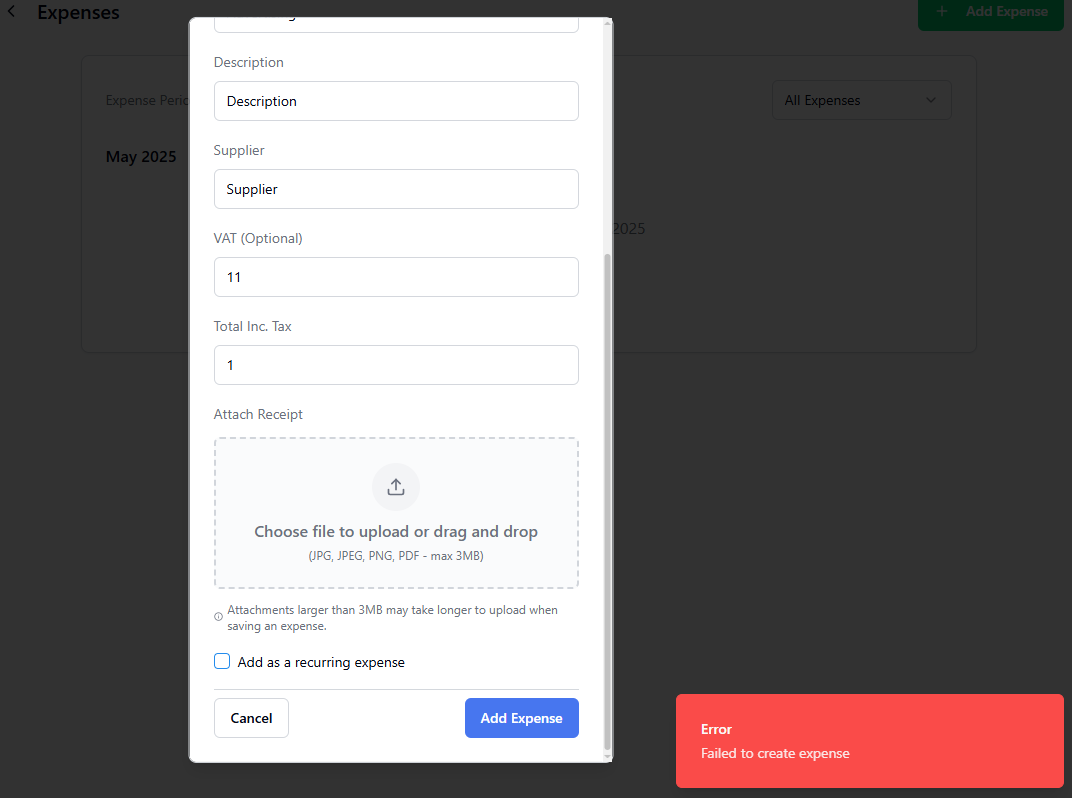 Expenses
+ Add Expense
Expense Perio
All Expenses
May 2025
2025
Description
Description
Supplier
Supplier
VAT (Optional)
11
Total Inc. Tax
1
Attach Receipt
Choose file to upload or drag and drop
(JPG, JPEG, PNG, PDF - max 3MB)
Attachments larger than 3MB may take longer to upload when
saving an expense.
Add as a recurring expense
Cancel
Add Expense
Error
Failed to create expense